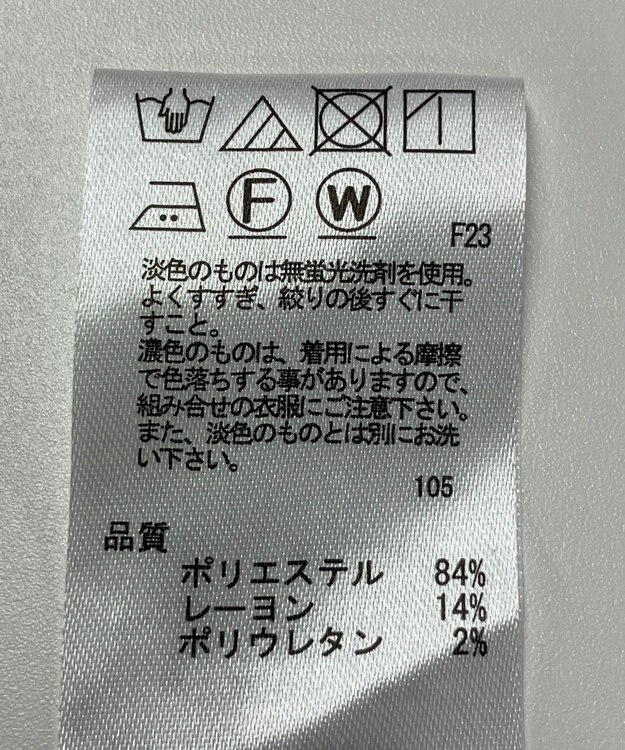 F W
F23
淡色のものは無蛍光洗剤を使用。
よくすすぎ、絞りの後すぐに干
すこと。
濃色のものは、着用による摩擦
で色落ちする事がありますので、
組み合せの衣服にご注意下さい。
また、淡色のものとは別にお洗
い下さい。
105
品質
ポリエステル 84%
レーヨン 14%
ポリウレタン 2%